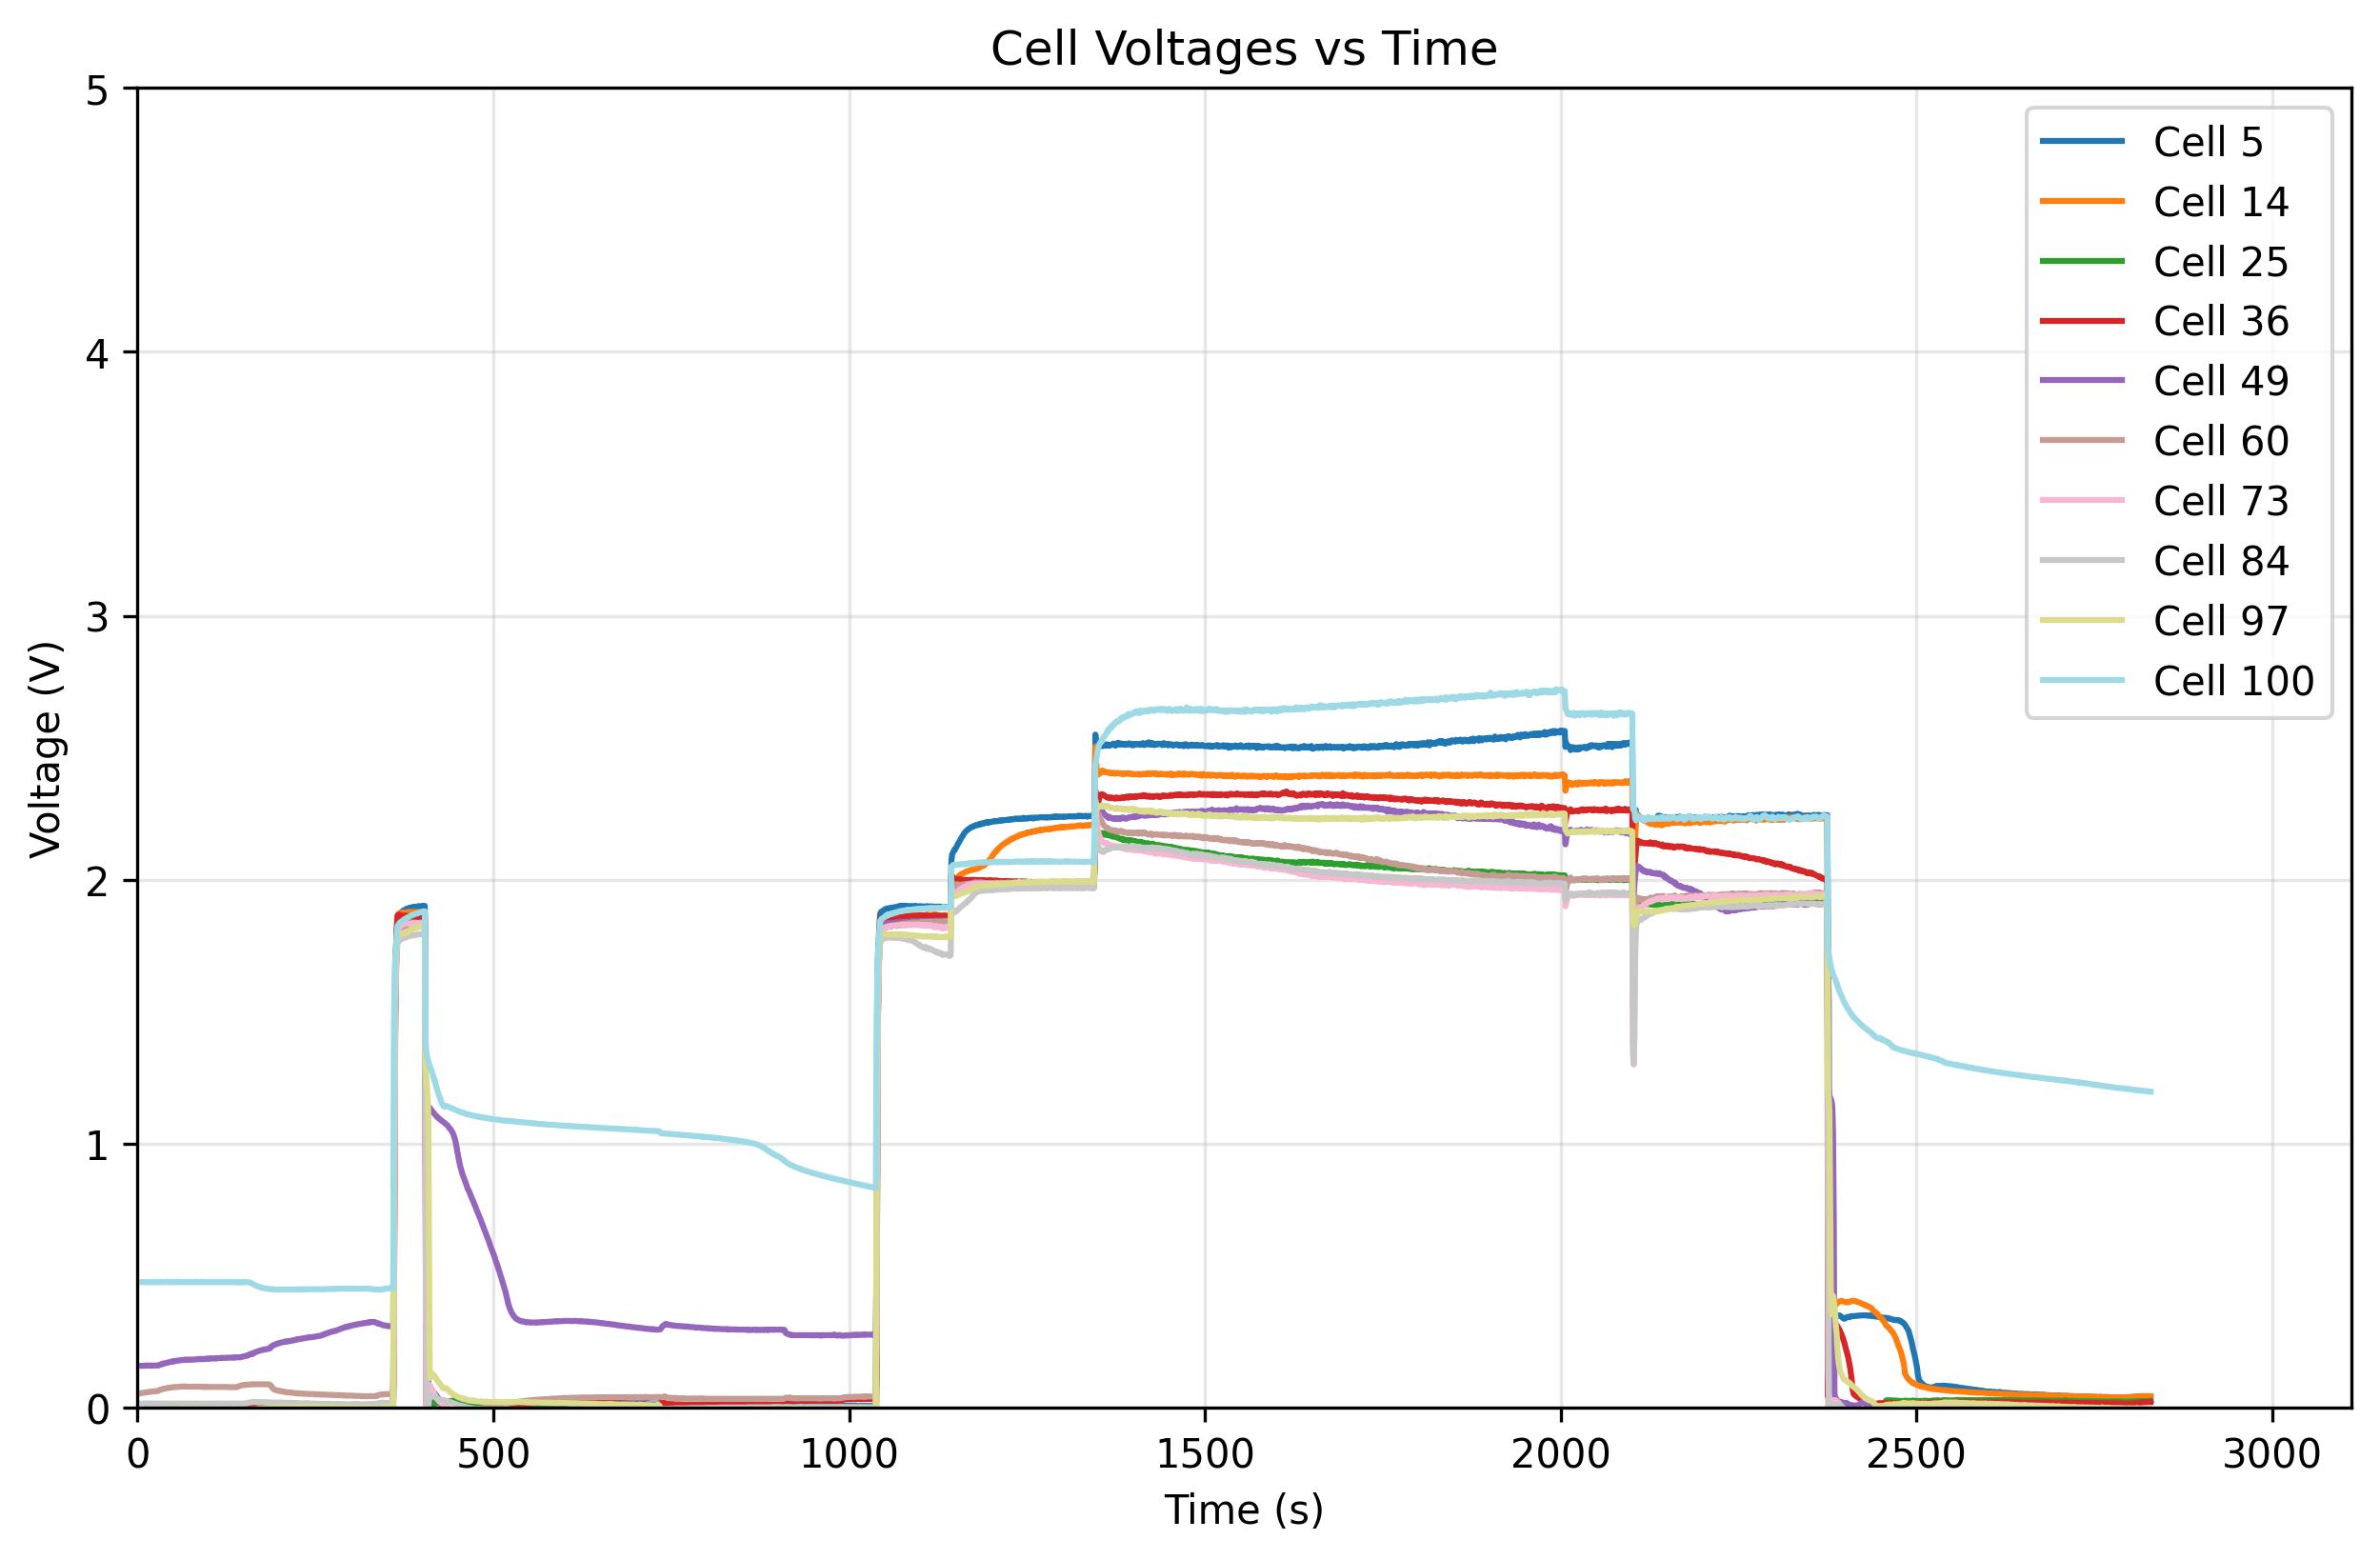 Cell Voltages vs Time
5
4
3
2
1
0
Voltage (V)
0 500 1000 1500 2000 2500 3000
Time (s)
Cell 5
Cell 14
Cell 25
Cell 36
Cell 49
Cell 60
Cell 73
Cell 84
Cell 97
Cell 100